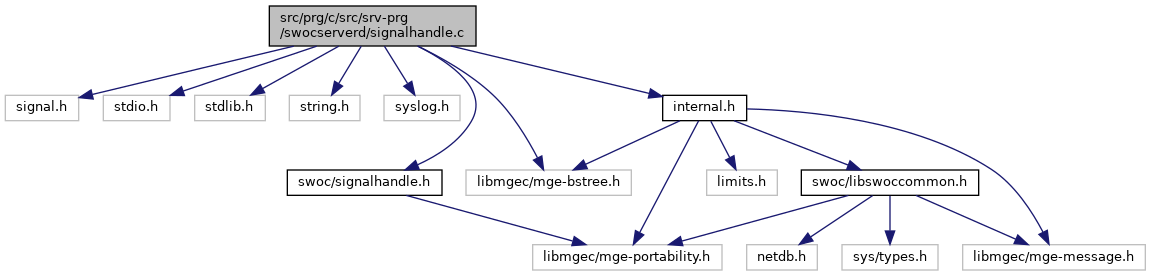 src/prg/c/src/srv-prg
/swocserverd/signalhandle.c
signal.h
stdio.h
stdlib.h
string.h
syslog.h
internal.h
swoc/signalhandle.h
libmgec/mge-bstree.h
limits.h
swoc/libswoccommon.h
libmgec/mge-portability.h
netdb.h
sys/types.h
libmgec/mge-message.h